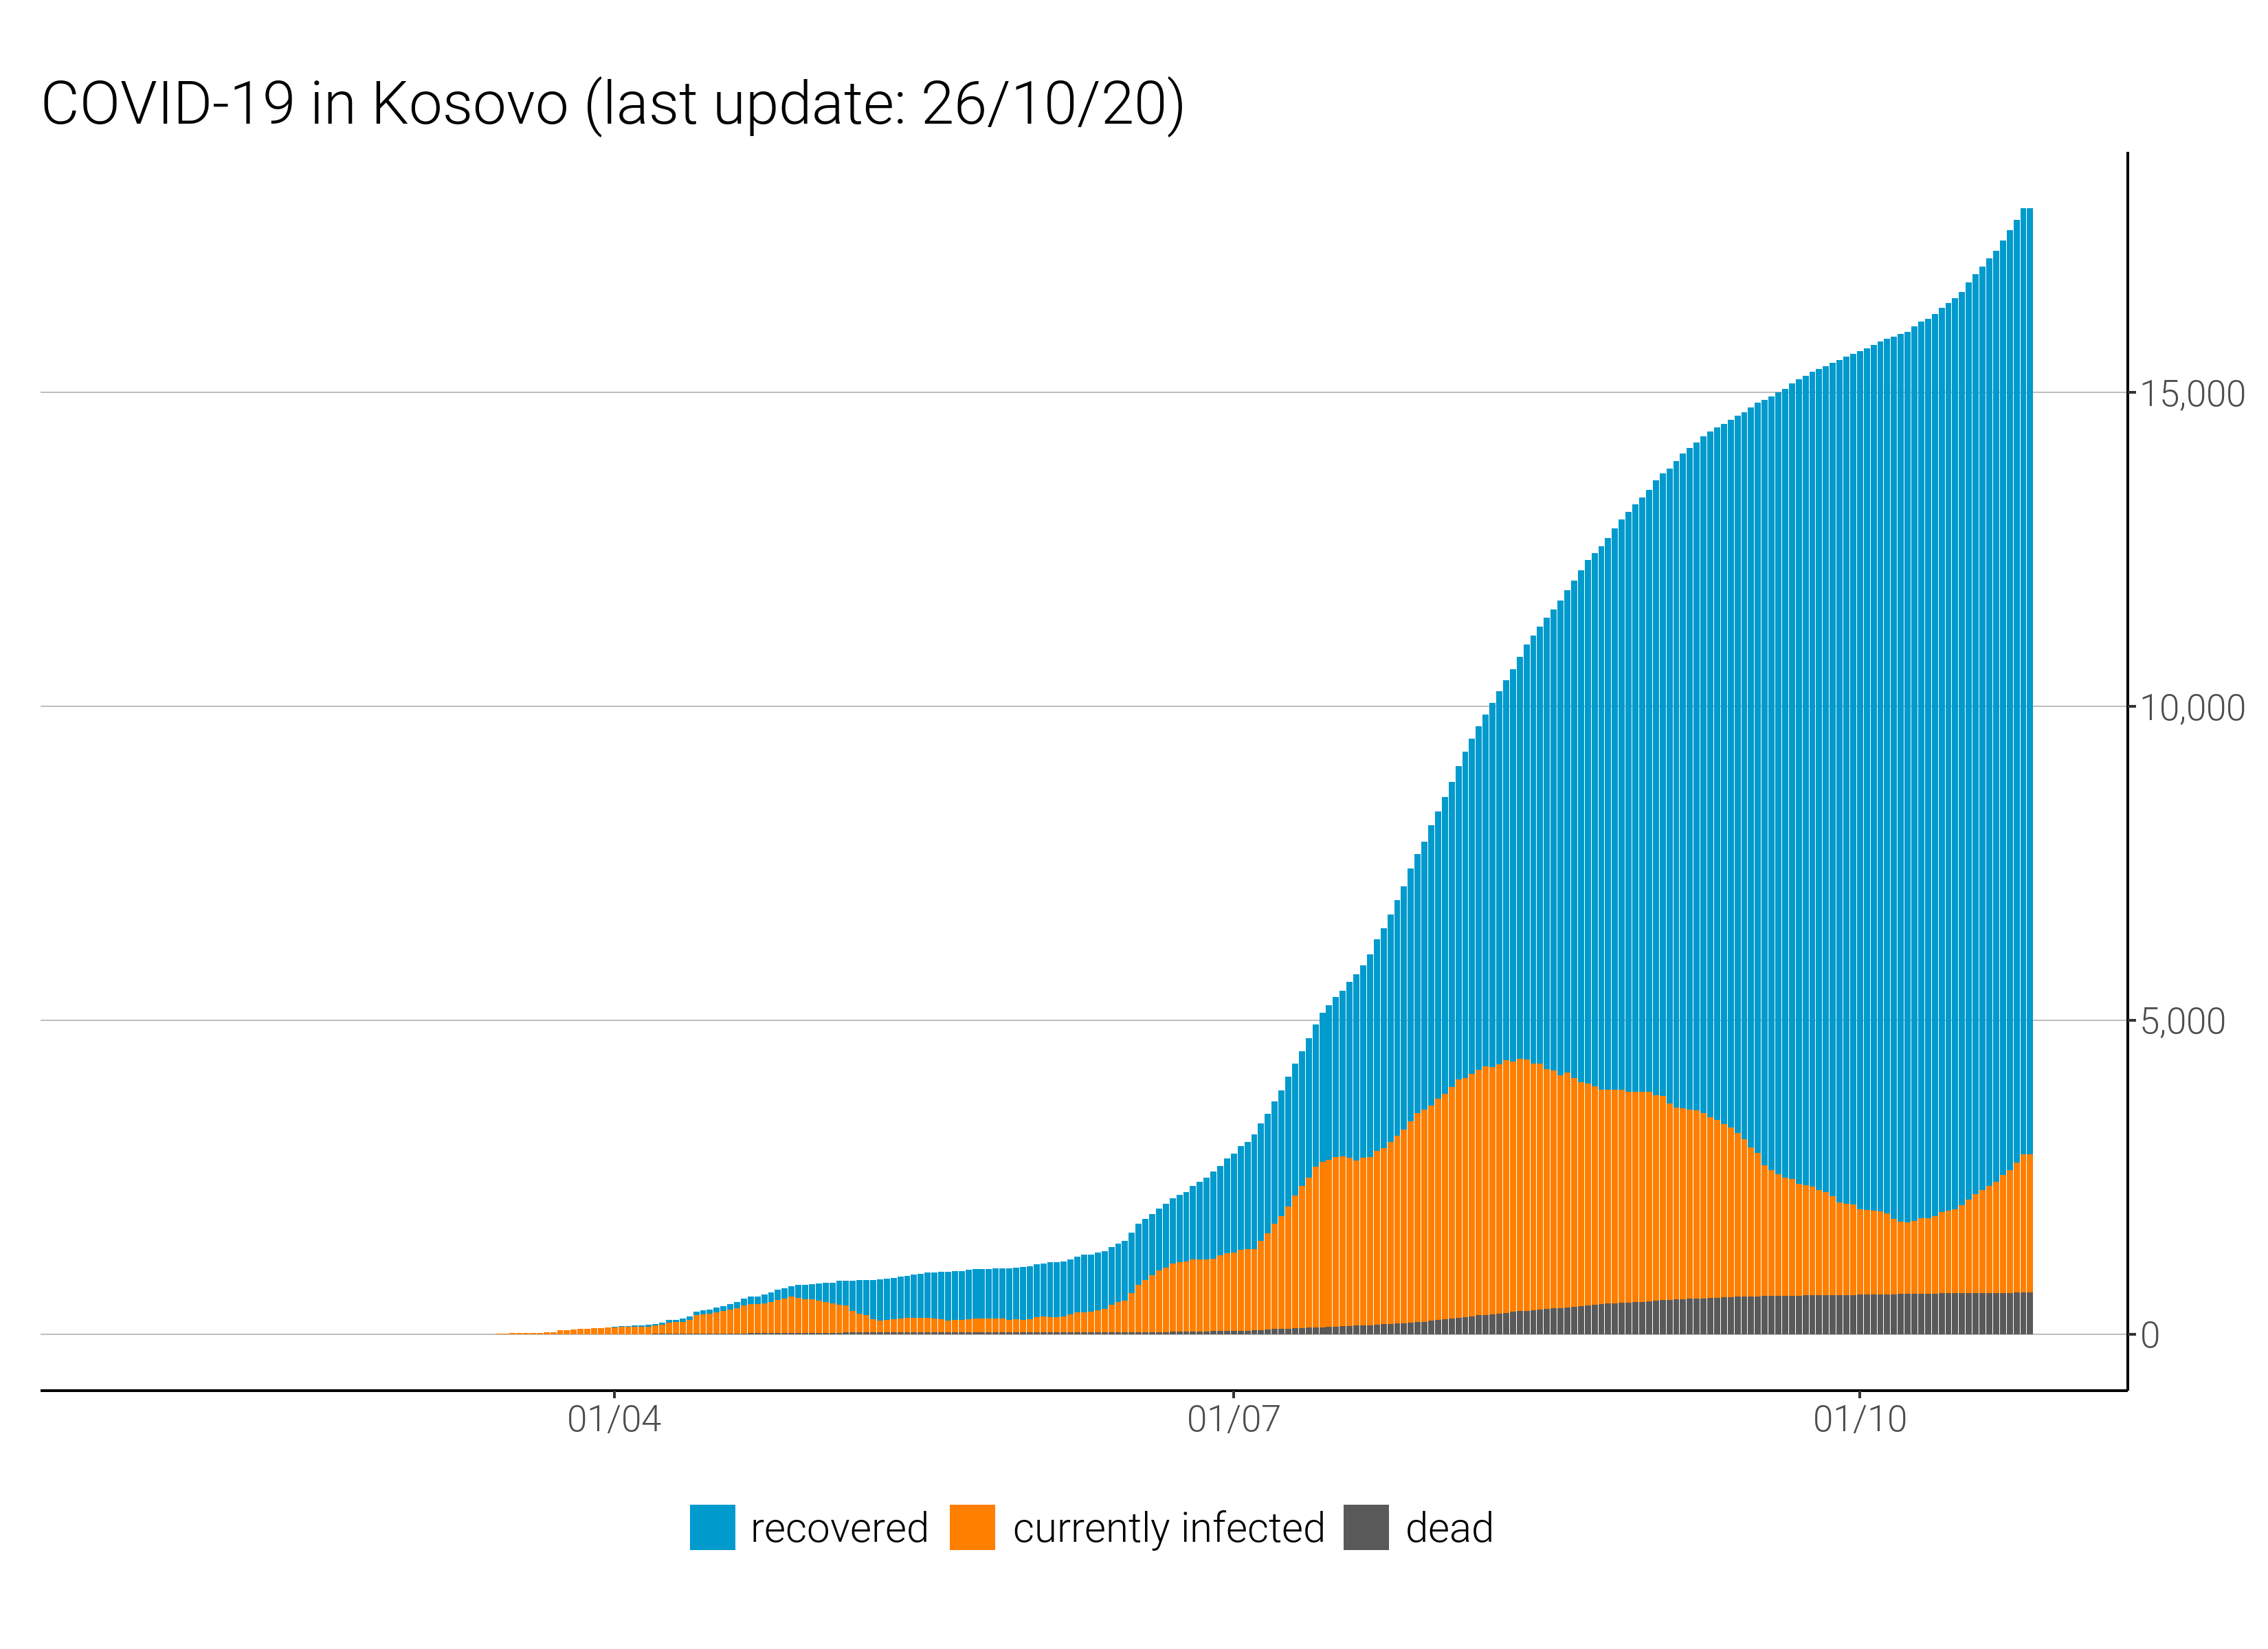 COVID-19 in Kosovo (last update: 26/10/20)
15,000
10,000
5,000
0
01/04 01/07 01/10
recovered currently infected dead